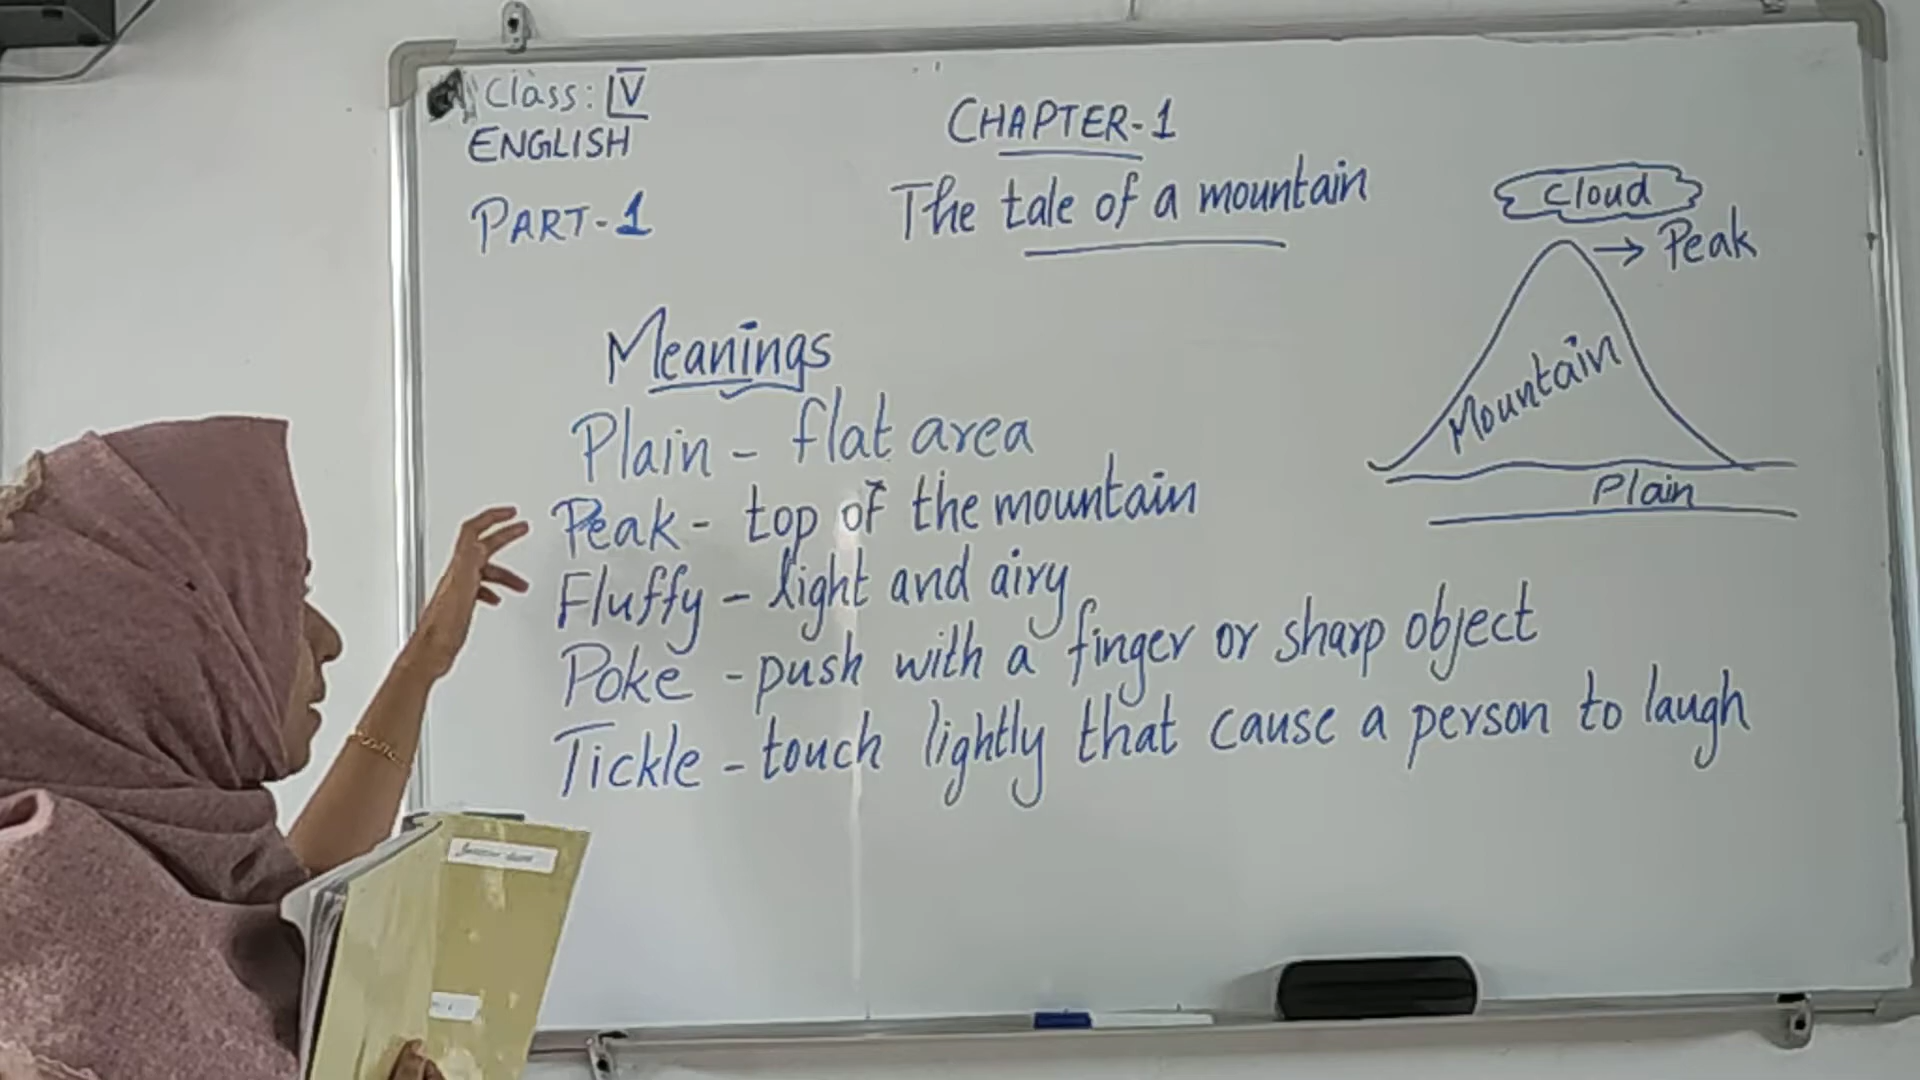 Class: IV
ENGLISH
PART-1
CHAPTER-1
The tale of a mountain
Cloud
→ Peak
Mountain
Plain
Meanings
Plain - flat area
Peak - top of the mountain
Fluffy - light and airy
Poke - push with a finger or sharp object
Tickle - touch lightly that cause a person to laugh